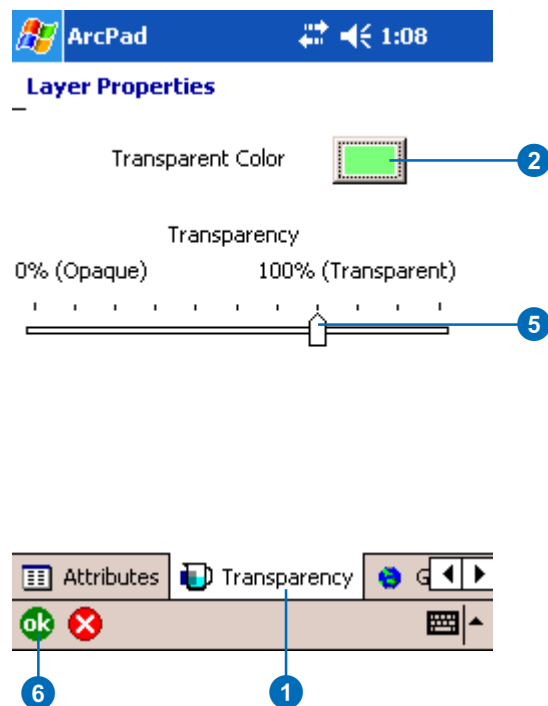 ArcPad 1:08
Layer Properties
Transparent Color
2
Transparency
0% (Opaque) 100% (Transparent)
5
Attributes Transparency G
ok
6 1